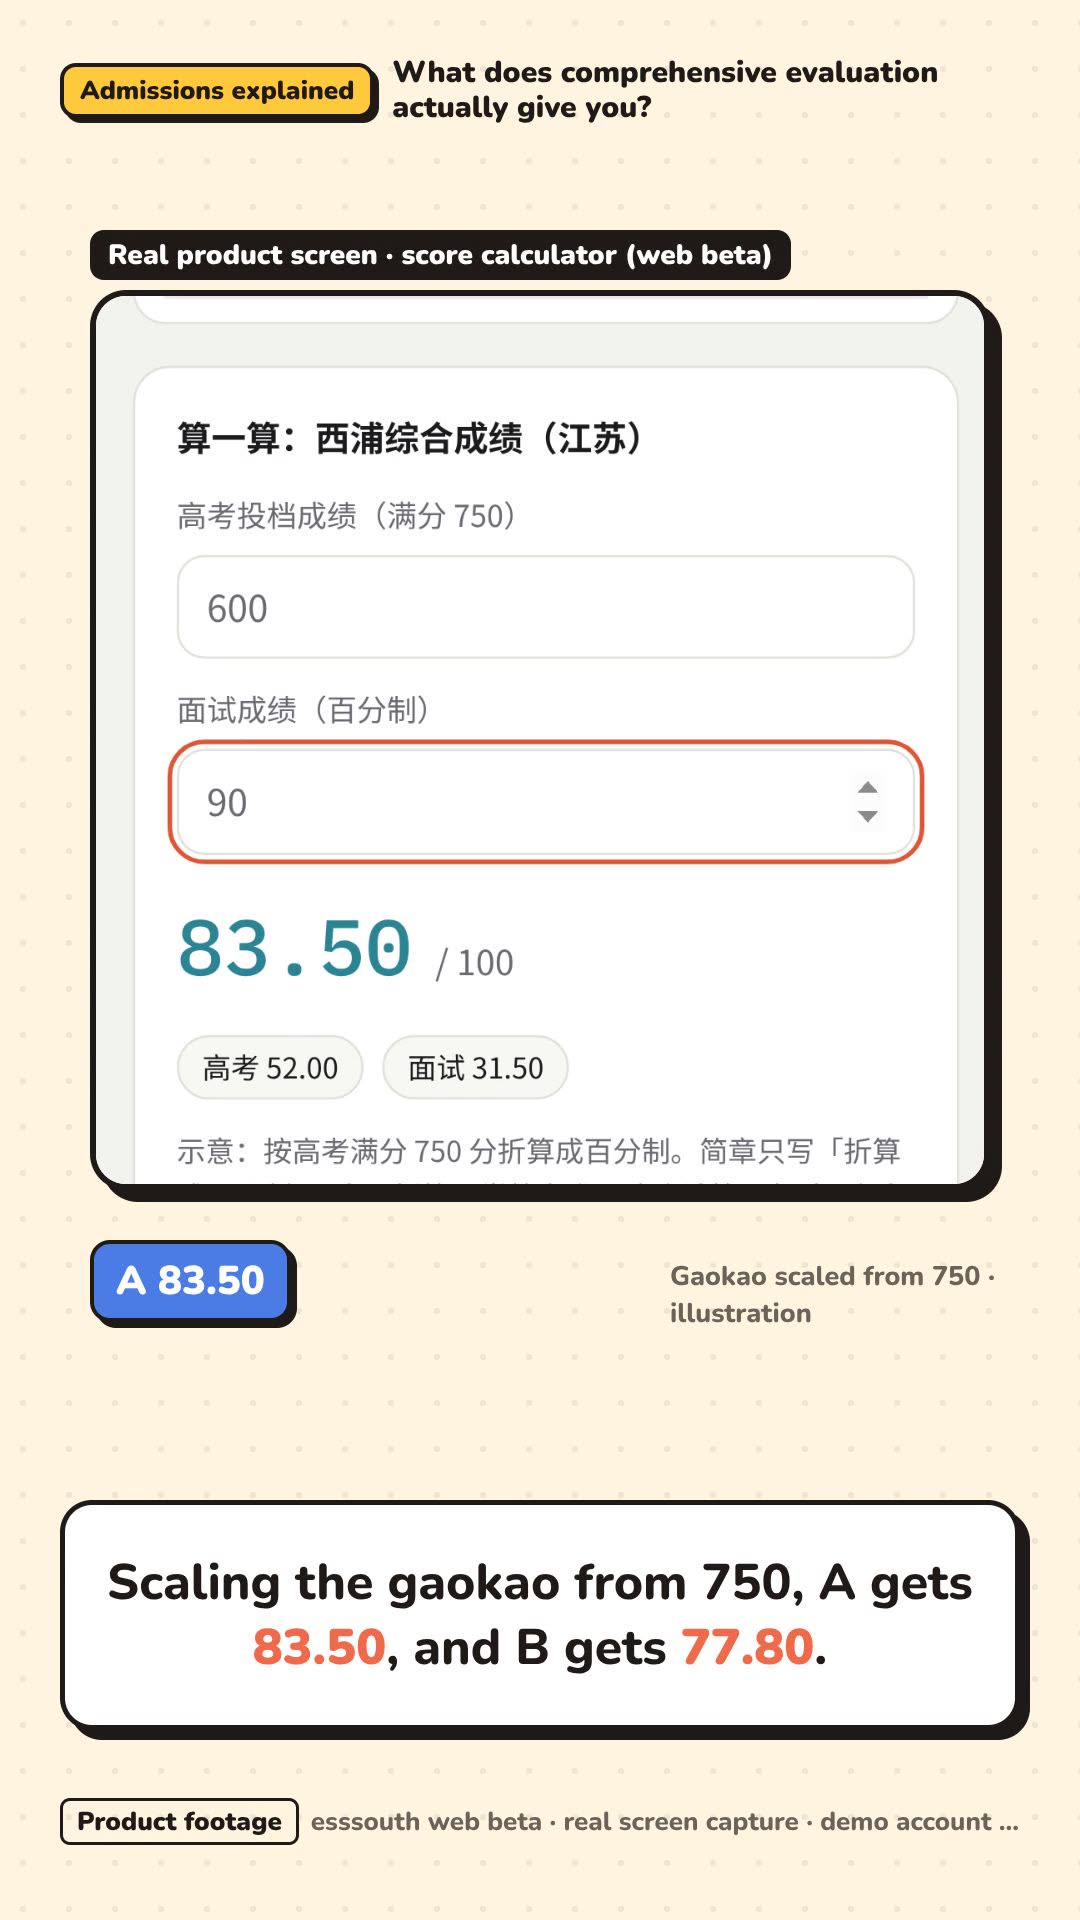 Admissions explained
What does comprehensive evaluation
actually give you?
Real product screen · score calculator (web beta)
算一算：西浦综合成绩（江苏）
高考投档成绩（满分 750）
600
面试成绩（百分制）
90
83.50 / 100
高考 52.00
面试 31.50
示意：按高考满分 750 分折算成百分制。简章只写「折算
A 83.50
Gaokao scaled from 750 ·
illustration
Scaling the gaokao from 750, A gets
83.50, and B gets 77.80.
Product footage
esssouth web beta · real screen capture · demo account ...